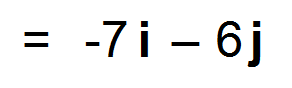 = -7i – 6j